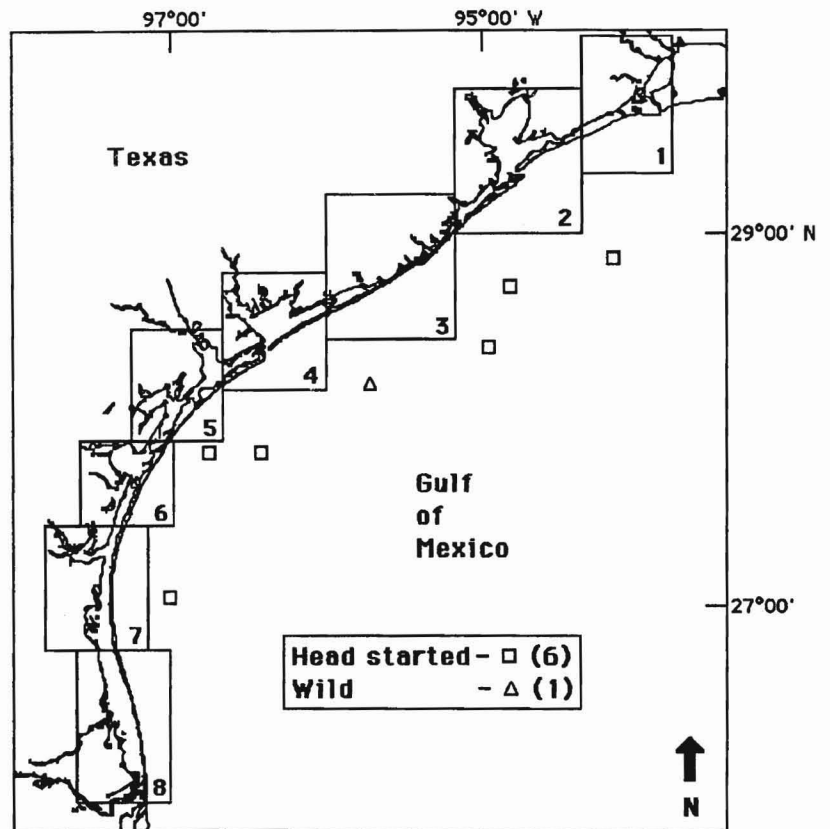 97°00'
95°00' W
Texas
1
2
29°00' N
3
4
5
Gulf
of
Mexico
6
27°00'
7
Head started - □ (6)
Wild - △ (1)
8
N